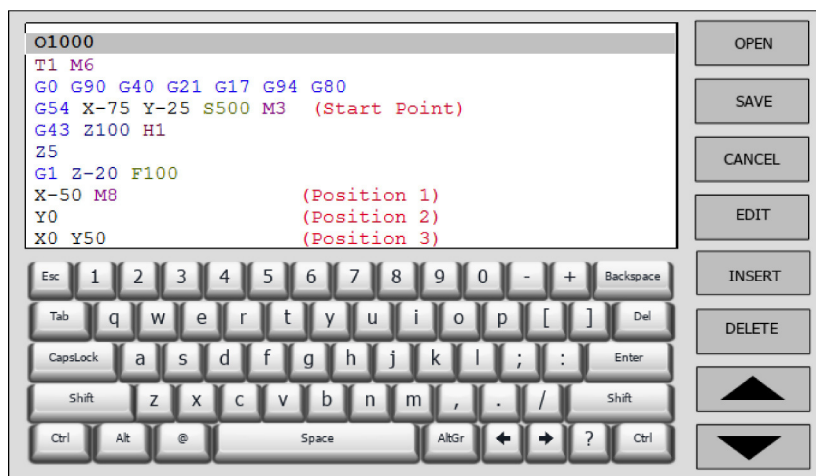 O1000
T1 M6
G0 G90 G40 G21 G17 G94 G80
G54 X-75 Y-25 S500 M3 (Start Point)
G43 Z100 H1
Z5
G1 Z-20 F100
X-50 M8 (Position 1)
Y0 (Position 2)
X0 Y50 (Position 3)
OPEN
SAVE
CANCEL
EDIT
INSERT
DELETE
Esc 1 2 3 4 5 6 7 8 9 0 - + Backspace
Tab q w e r t y u i o p [ ] Del
CapsLock a s d f g h j k l ; : Enter
Shift z x c v b n m , . / Shift
Ctrl Alt @ Space AltGr ← → ? Ctrl